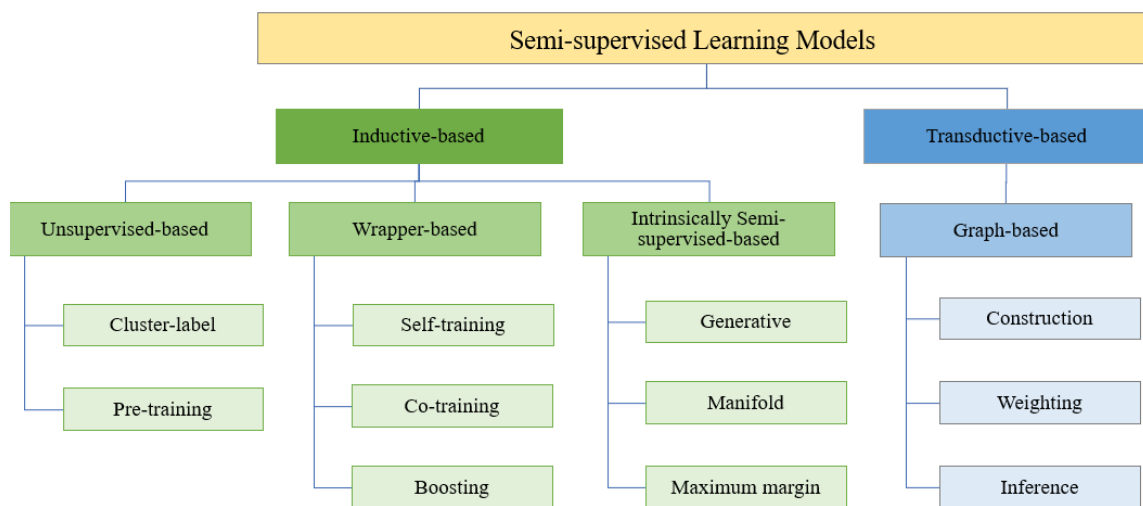 Semi-supervised Learning Models
Inductive-based
Transductive-based
Unsupervised-based
Wrapper-based
Intrinsically Semi-
supervised-based
Graph-based
Cluster-label
Self-training
Generative
Construction
Pre-training
Co-training
Manifold
Weighting
Boosting
Maximum margin
Inference